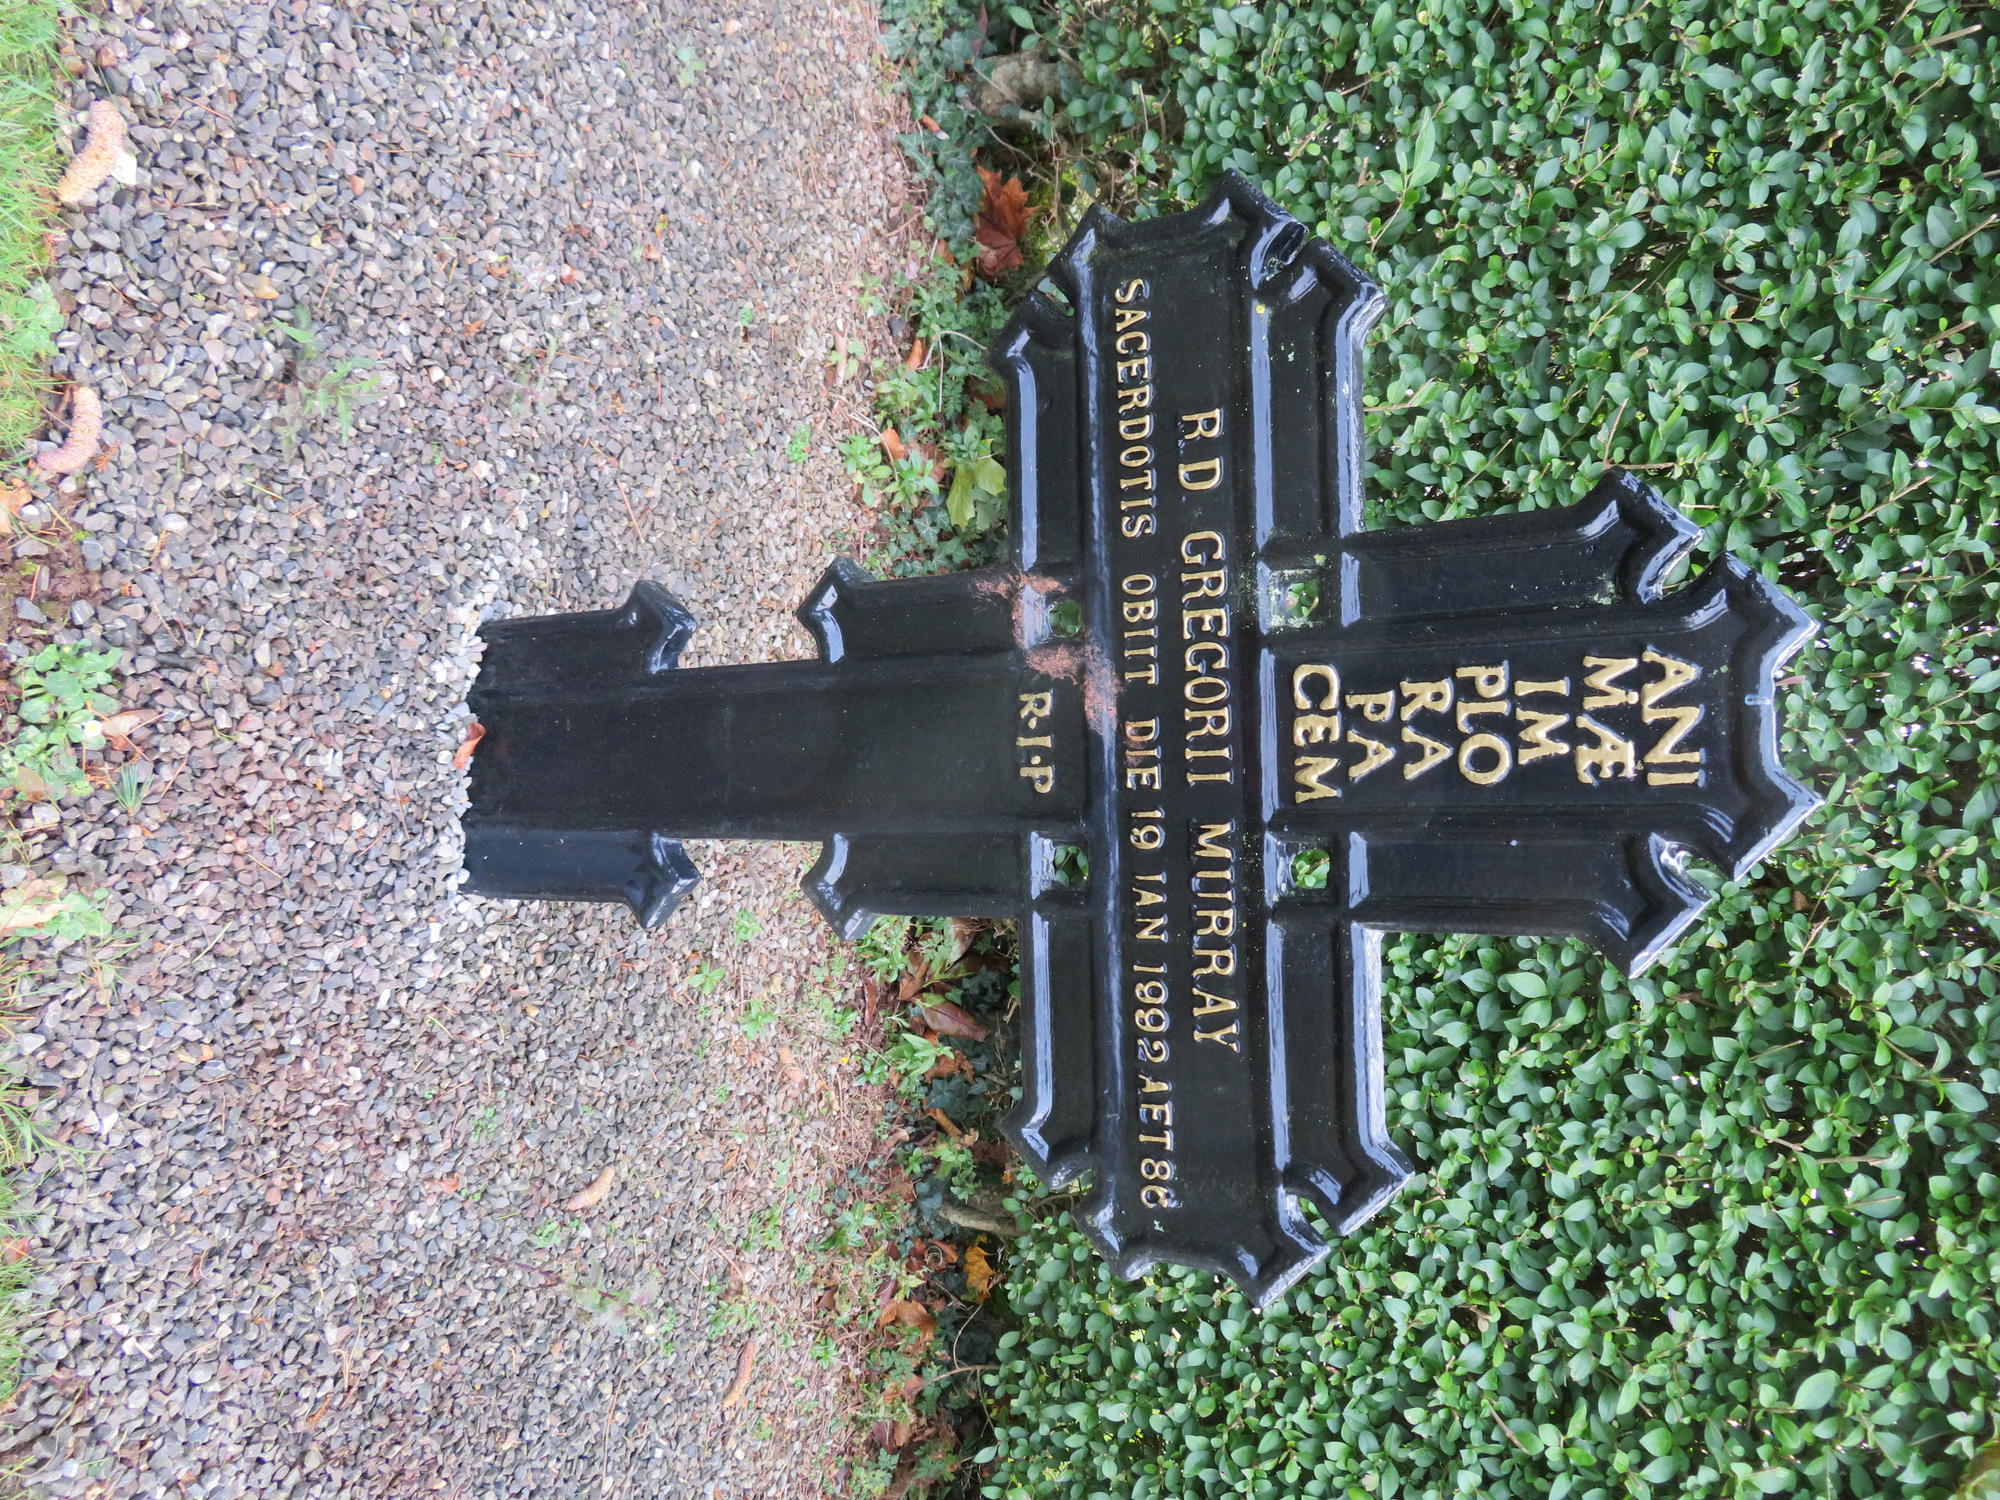 ANI
MÆ
IM
PLO
RA
PA
CEM
R D GREGORII MURRAY
SACERDOTIS OBIIT DIE 19 IAN 1992 AET 86
R·I·P